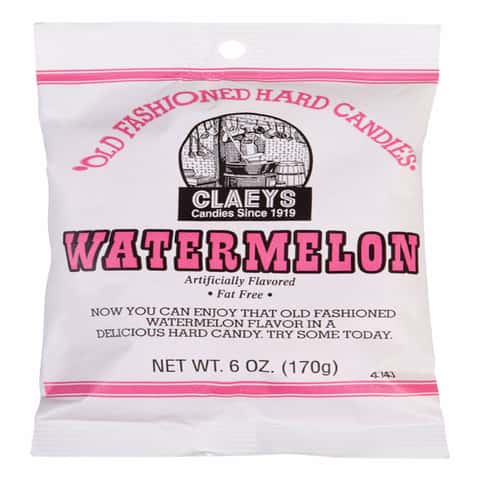 "OLD FASHIONED HARD CANDIES"
CLAEYS
Candies Since 1919
WATERMELON
Artificially Flavored
• Fat Free •
NOW YOU CAN ENJOY THAT OLD FASHIONED
WATERMELON FLAVOR IN A
DELICIOUS HARD CANDY. TRY SOME TODAY.
NET WT. 6 OZ. (170g)